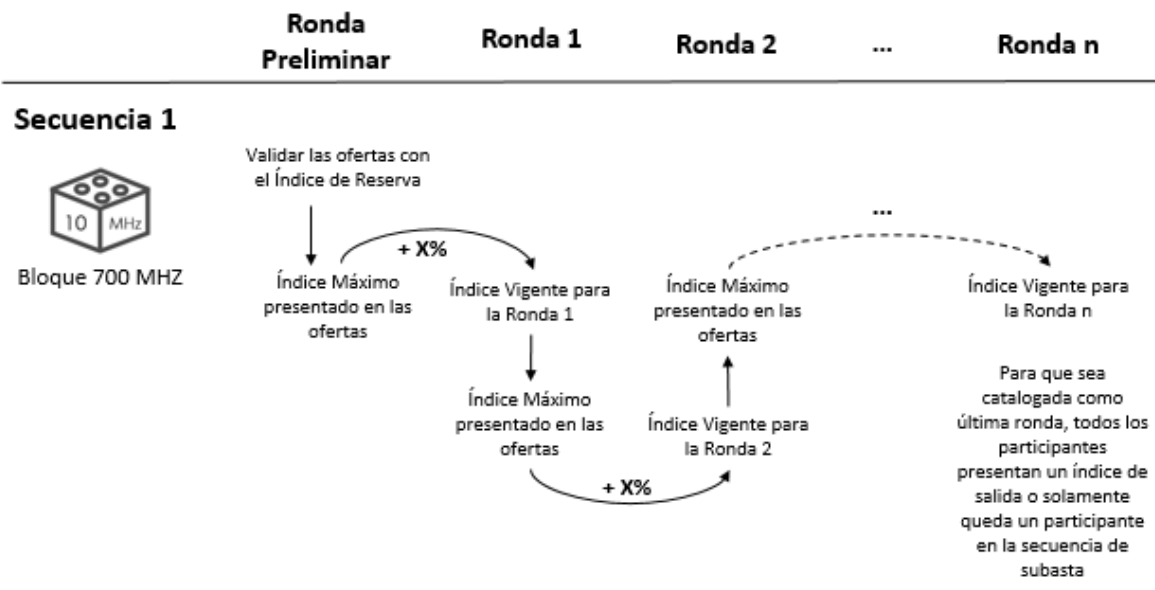 Ronda
Preliminar
Ronda 1
Ronda 2
...
Ronda n
Secuencia 1
10 MHz
Bloque 700 MHZ
Validar las ofertas con
el Índice de Reserva
+ X%
Índice Máximo
presentado en las
ofertas
Índice Vigente para
la Ronda 1
Índice Máximo
presentado en las
ofertas
+ X%
Índice Máximo
presentado en las
ofertas
Índice Vigente para
la Ronda 2
...
Índice Vigente para
la Ronda n
Para que sea
catalogada como
última ronda, todos los
participantes
presentan un índice de
salida o solamente
queda un participante
en la secuencia de
subasta